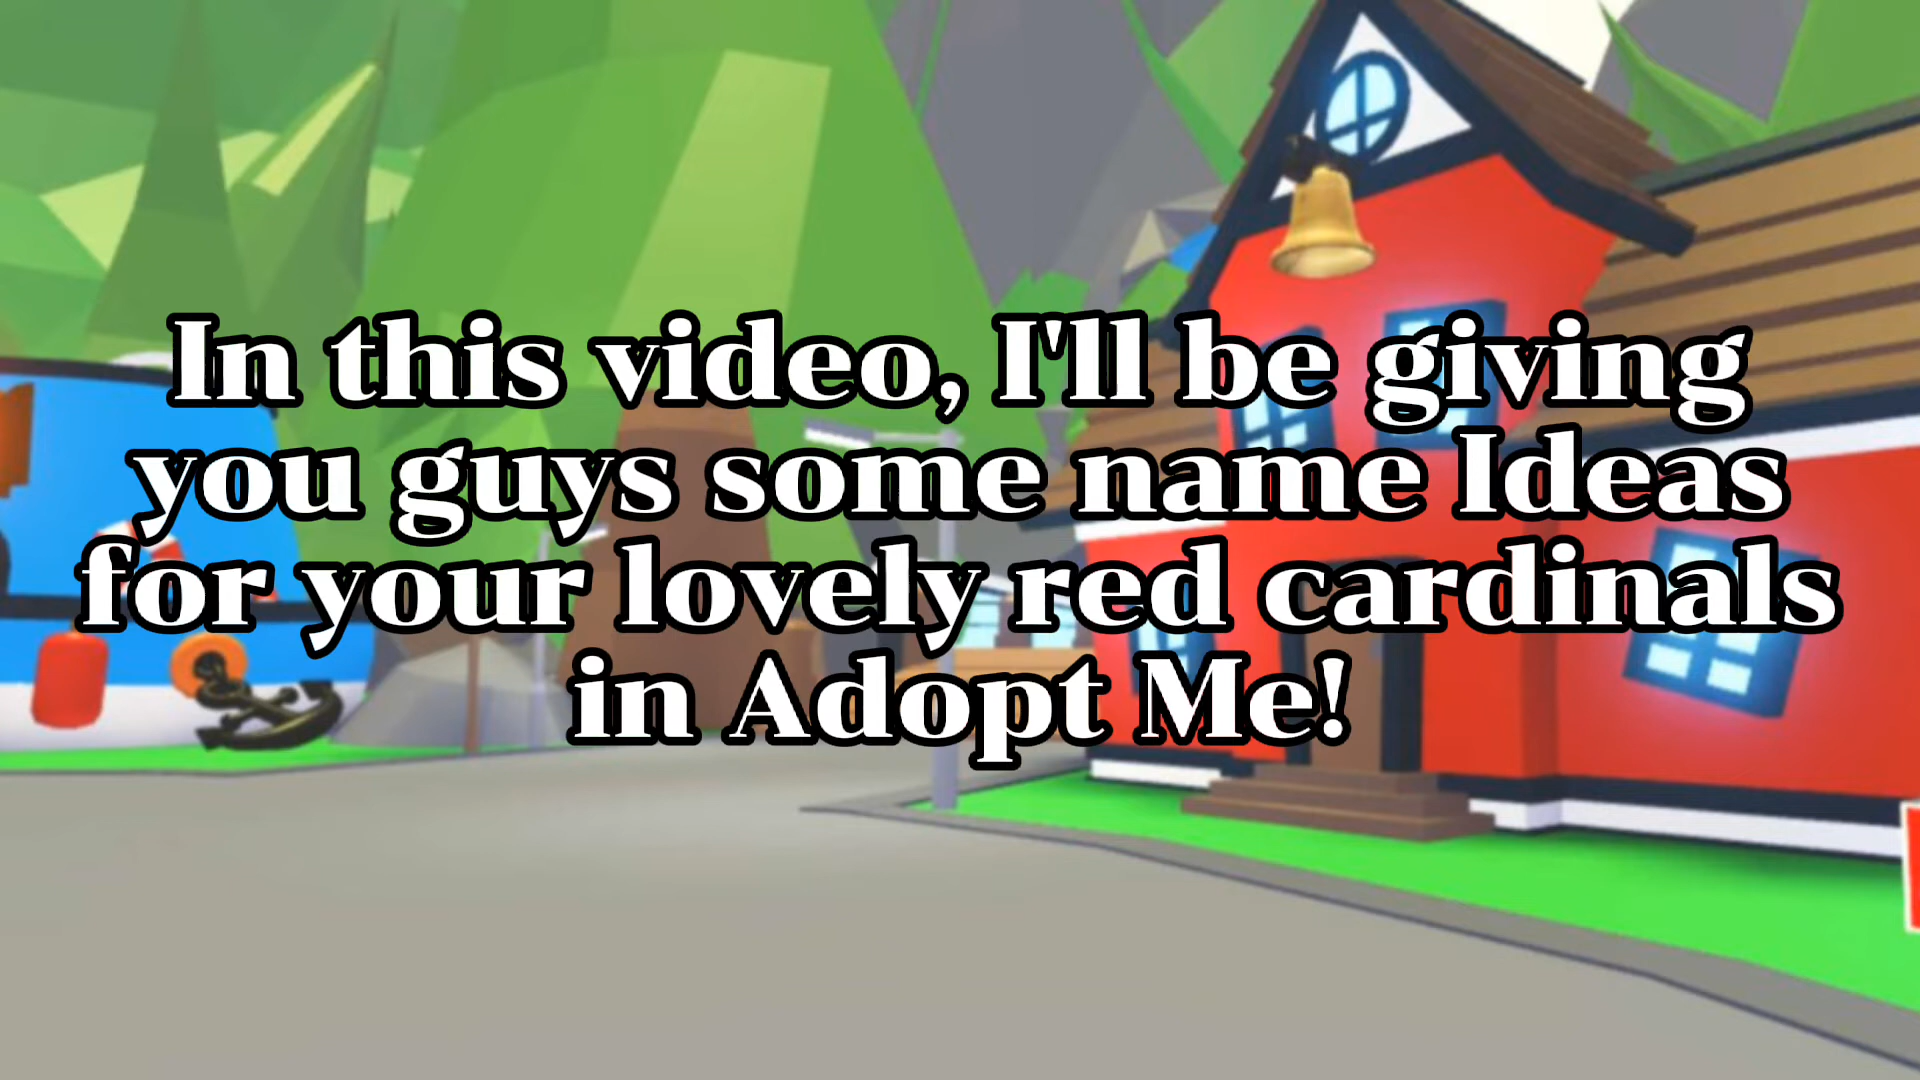 In this video, I'll be giving
you guys some name Ideas
for your lovely red cardinals
in Adopt Me!